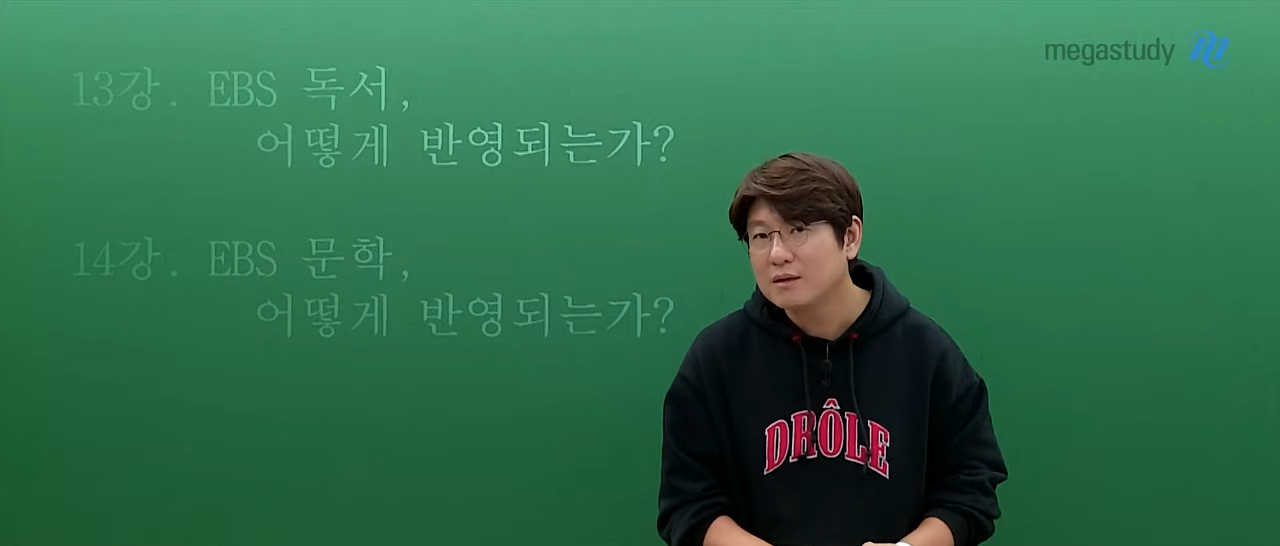 megastudy
13강. EBS 독서,
어떻게 반영되는가?
14강. EBS 문학,
어떻게 반영되는가?
DRÔLE